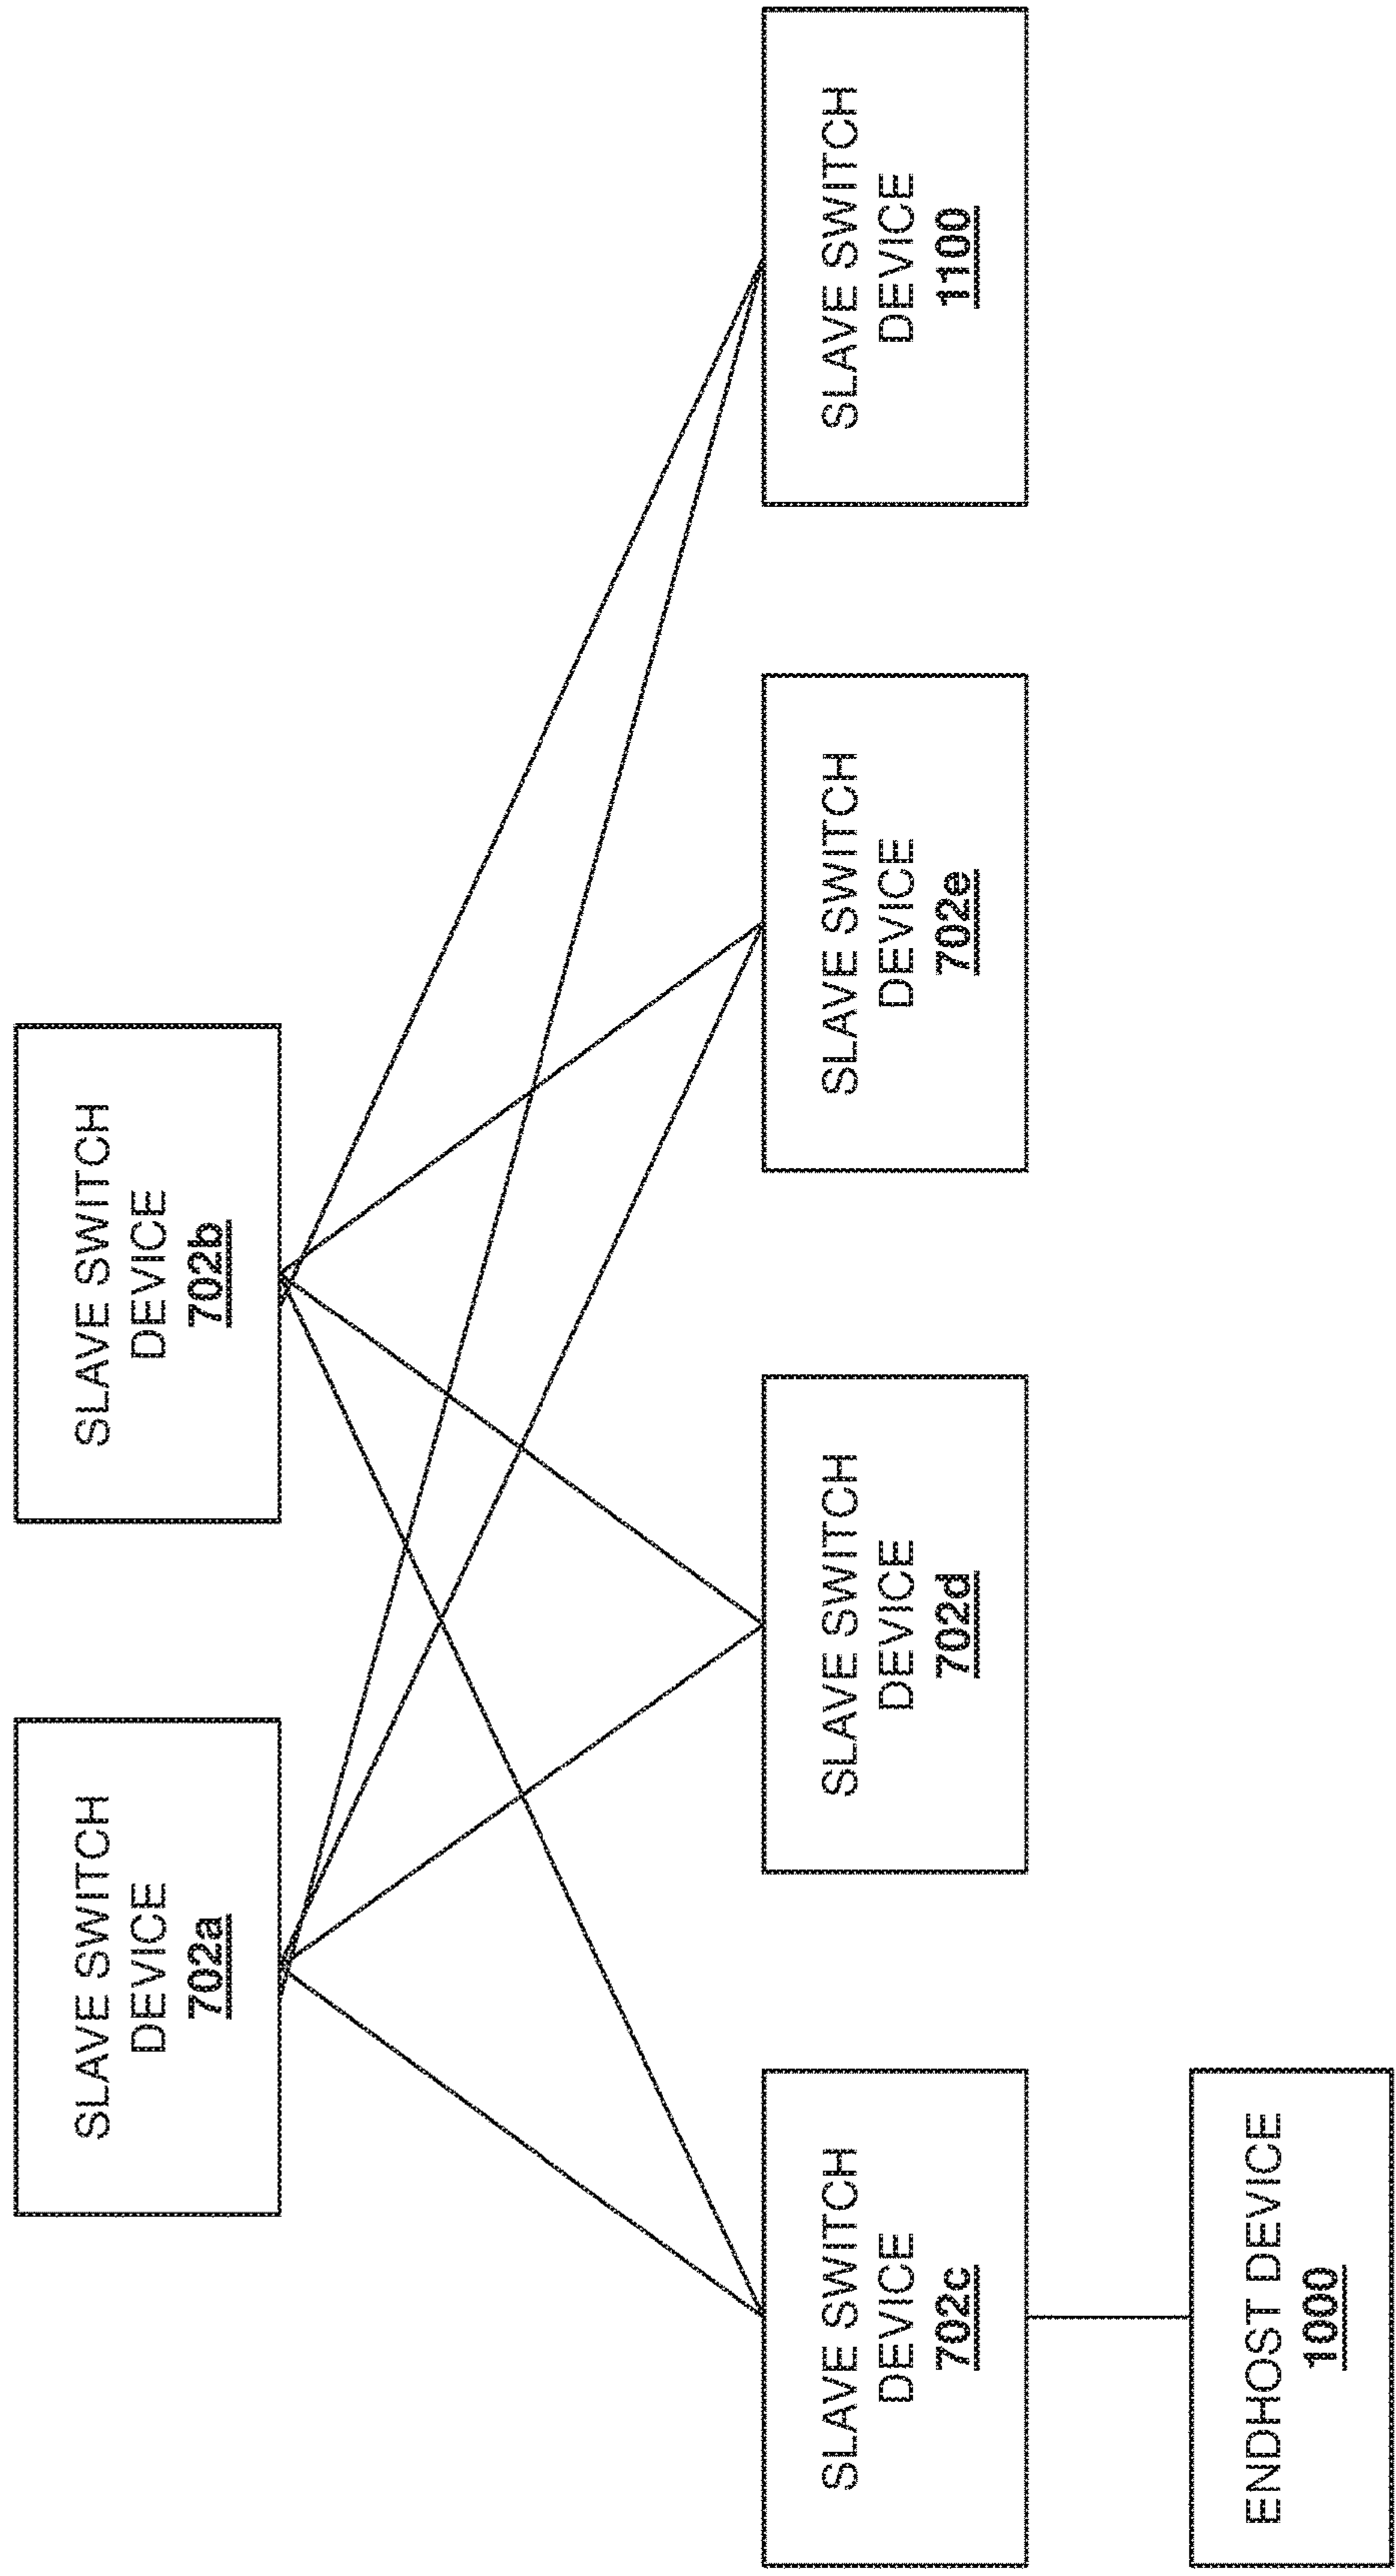 SLAVE SWITCH
DEVICE
702a
SLAVE SWITCH
DEVICE
702b
SLAVE SWITCH
DEVICE
702c
SLAVE SWITCH
DEVICE
702d
SLAVE SWITCH
DEVICE
702e
SLAVE SWITCH
DEVICE
1100
ENDHOST DEVICE
1000